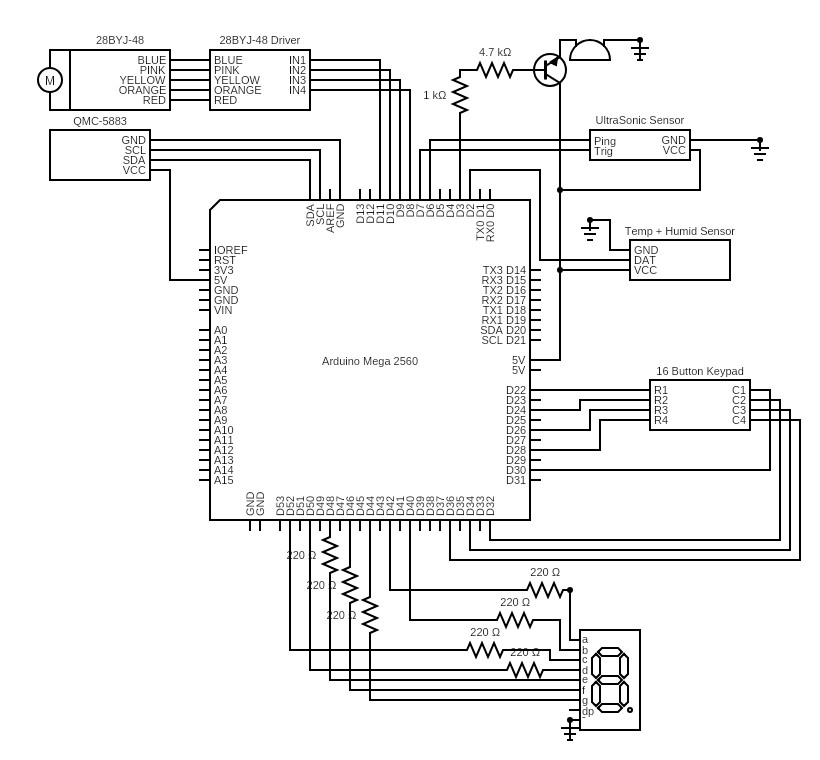 28BYJ-48
28BYJ-48 Driver
4.7 kΩ
M
BLUE
PINK
YELLOW
ORANGE
RED
BLUE
PINK
YELLOW
ORANGE
RED
IN1
IN2
IN3
IN4
1 kΩ
QMC-5883
GND
SCL
SDA
VCC
UltraSonic Sensor
Ping
Trig
GND
VCC
SDA
SCL
AREF
GND
D13
D12
D11
D10
D9
D8
D7
D6
D5
D4
D3
D2
TX0 D1
RX0 D0
Temp + Humid Sensor
GND
DAT
VCC
IOREF
RST
3V3
5V
GND
GND
VIN
A0
A1
A2
A3
A4
A5
A6
A7
A8
A9
A10
A11
A12
A13
A14
A15
Arduino Mega 2560
TX3 D14
RX3 D15
TX2 D16
RX2 D17
TX1 D18
RX1 D19
SDA D20
SCL D21
5V
5V
D22
D23
D24
D25
D26
D27
D28
D29
D30
D31
16 Button Keypad
R1
R2
R3
R4
C1
C2
C3
C4
GND
GND
D53
D52
D51
D50
D49
D48
D47
D46
D45
D44
D43
D42
D41
D40
D39
D38
D37
D36
D35
D34
D33
D32
220 Ω
220 Ω
220 Ω
220 Ω
220 Ω
220 Ω
220 Ω
a
b
c
d
e
f
g
dp
-